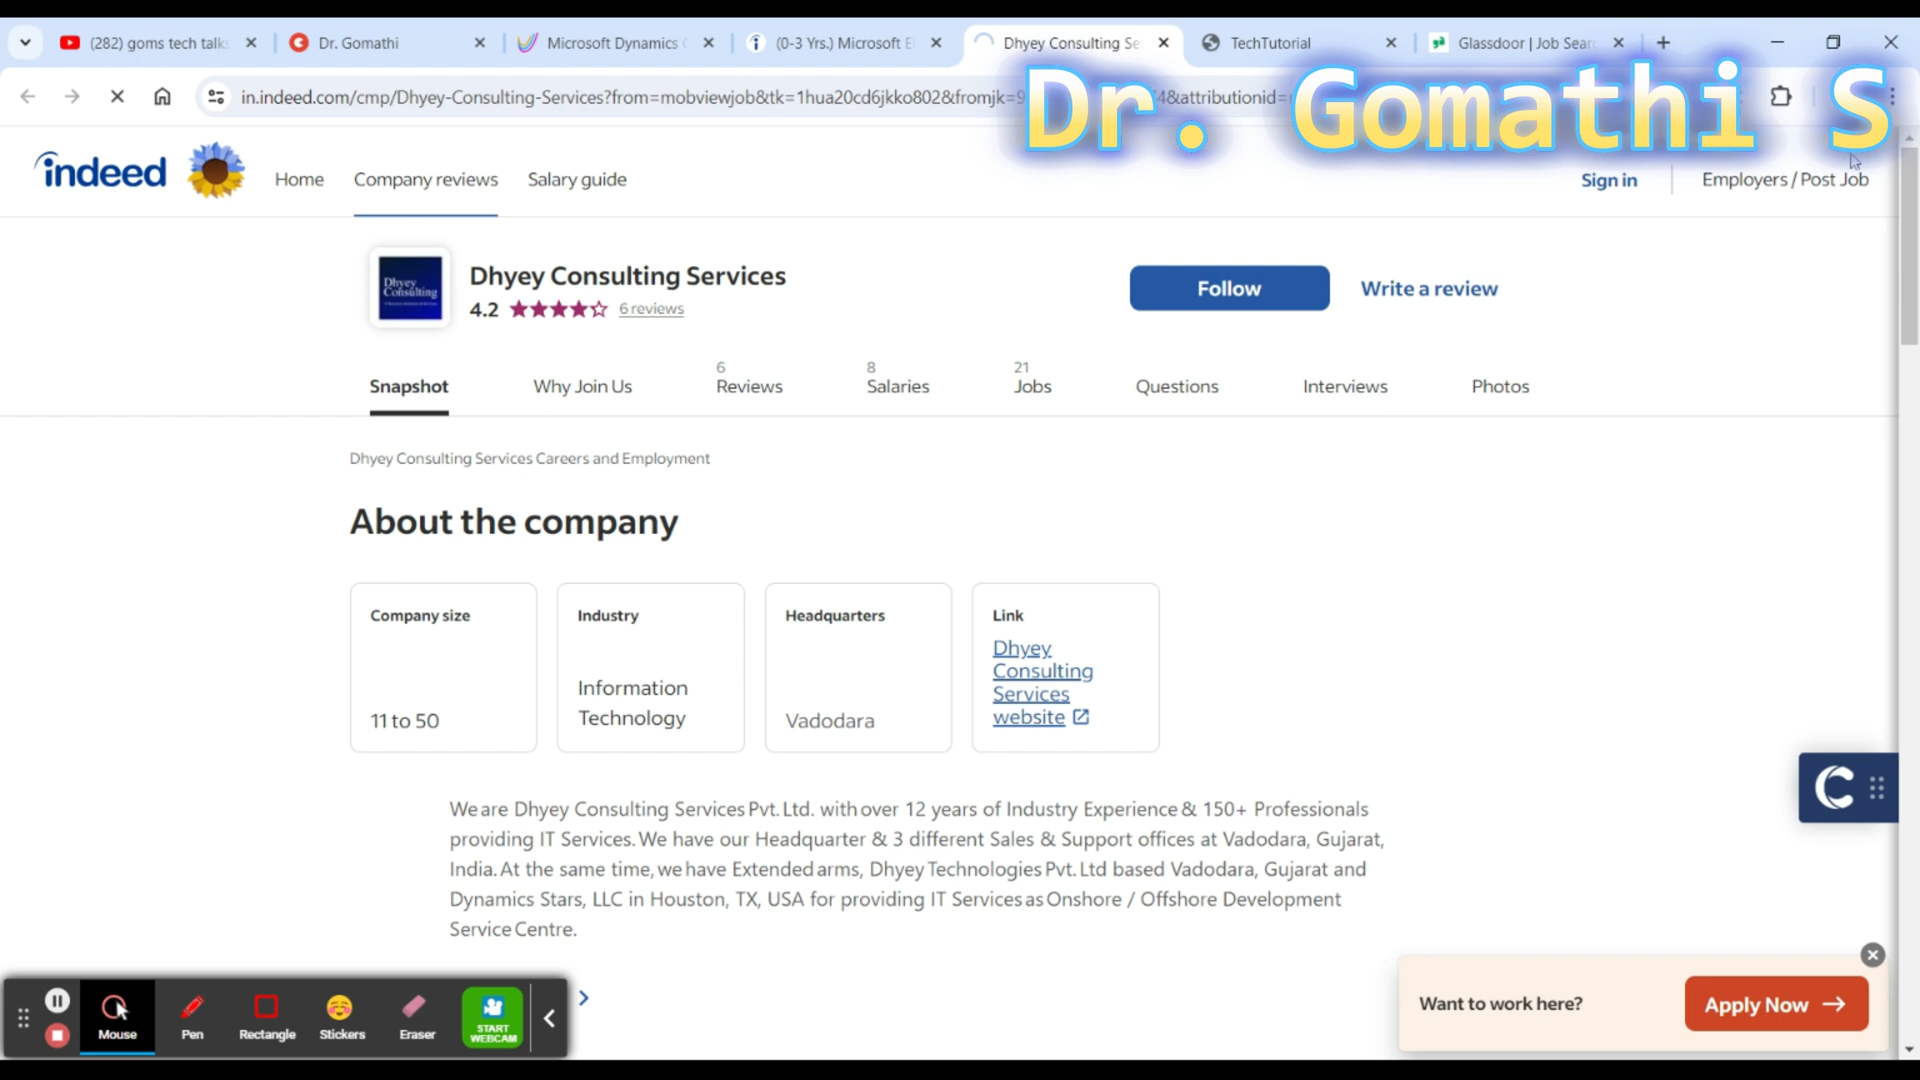 (282) goms tech talks
Dr. Gomathi
Microsoft Dynamics
(0-3 Yrs.) Microsoft
Dhyey Consulting Se
TechTutorial
Glassdoor | Job Sear
in.indeed.com/cmp/Dhyey-Consulting-Services?from=mobviewjob&tk=1hua20cd6jkko802&fromjk=9
4&attributionid=
Dr. Gomathi S
indeed
Home
Company reviews
Salary guide
Sign in
Employers / Post Job
Dhyey
Consulting
Dhyey Consulting Services
4.2
6 reviews
Follow
Write a review
Snapshot
Why Join Us
6
Reviews
8
Salaries
21
Jobs
Questions
Interviews
Photos
Dhyey Consulting Services Careers and Employment
About the company
Company size
11 to 50
Industry
Information
Technology
Headquarters
Vadodara
Link
Dhyey
Consulting
Services
website
We are Dhyey Consulting Services Pvt. Ltd. with over 12 years of Industry Experience & 150+ Professionals
providing IT Services. We have our Headquarter & 3 different Sales & Support offices at Vadodara, Gujarat,
India. At the same time, we have Extended arms, Dhyey Technologies Pvt. Ltd based Vadodara, Gujarat and
Dynamics Stars, LLC in Houston, TX, USA for providing IT Services as Onshore / Offshore Development
Service Centre.
Want to work here?
Apply Now
Mouse
Pen
Rectangle
Stickers
Eraser
START
WEBCAM